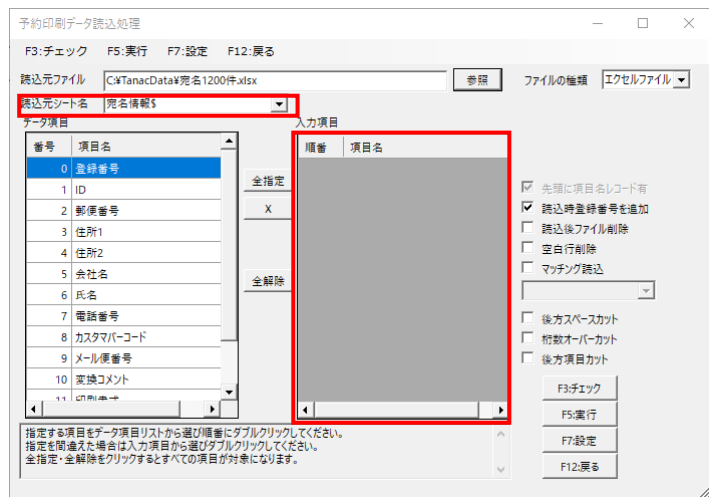 予約印刷データ読込処理
F3:チェック F5:実行 F7:設定 F12:戻る
読込元ファイル C:¥TanacData¥宛名1200件.xlsx 参照 ファイルの種類 エクセルファイル
読込元シート名 宛名情報$
データ項目 入力項目
番号 項目名 順番 項目名
0 登録番号
1 ID
2 郵便番号
3 住所1
4 住所2
5 会社名
6 氏名
7 電話番号
8 カスタマバーコード
9 メール便番号
10 変換コメント
11 印刷書式
全指定
X
全解除
先頭に項目名レコード有
読込時登録番号を追加
読込後ファイル削除
空白行削除
マッチング読込
後方スペースカット
桁数オーバーカット
後方項目カット
F3:チェック
F5:実行
F7:設定
F12:戻る
指定する項目をデータ項目リストから選び順番にダブルクリックしてください。
指定を間違えた場合は入力項目から選びダブルクリックしてください。
全指定・全解除をクリックするとすべての項目が対象になります。